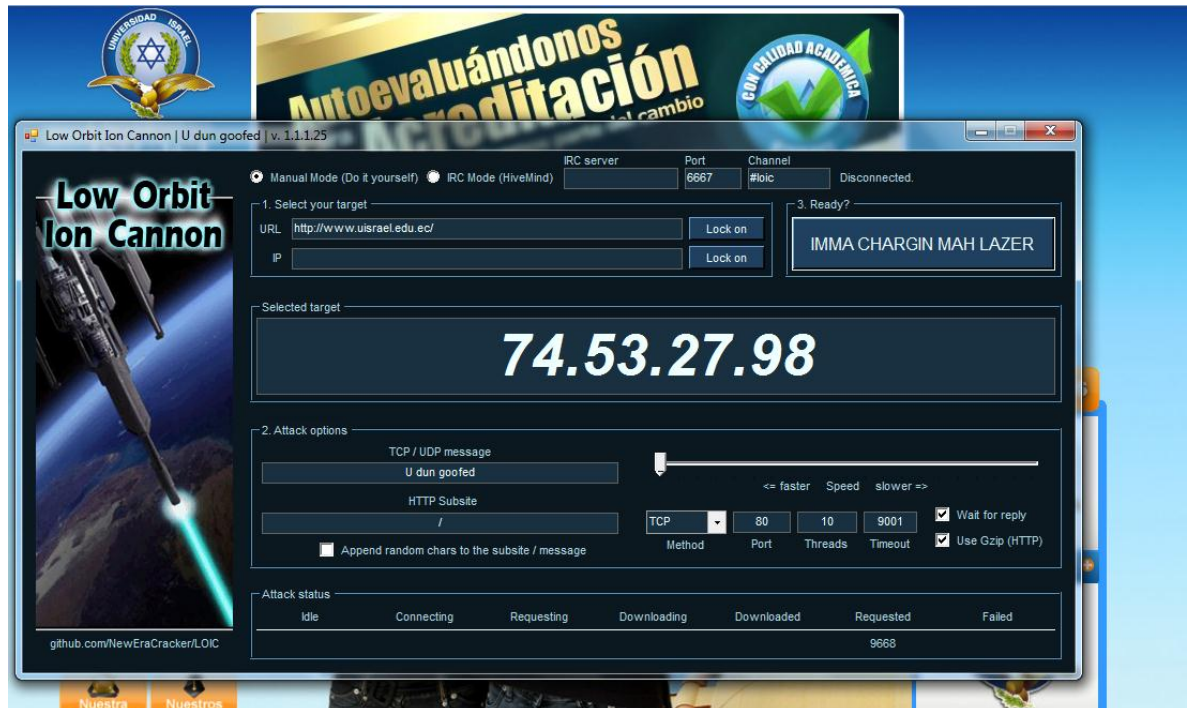 UNIVERSIDAD ISRAEL
Autoevaluándonos
Acreditación
cambio
CON CALIDAD ACADEMICA
Low Orbit Ion Cannon | U dun goofed | v. 1.1.1.25
Low Orbit
Ion Cannon
Manual Mode (Do it yourself)
IRC Mode (HiveMind)
IRC server
Port
6667
Channel
#loic
Disconnected.
1. Select your target
URL
http://www.uisrael.edu.ec/
Lock on
IP
Lock on
3. Ready?
IMMA CHARGIN MAH LAZER
Selected target
74.53.27.98
2. Attack options
TCP / UDP message
U dun goofed
HTTP Subsite
/
Append random chars to the subsite / message
<= faster Speed slower =>
TCP
80
10
9001
Method
Port
Threads
Timeout
Wait for reply
Use Gzip (HTTP)
Attack status
Idle
Connecting
Requesting
Downloading
Downloaded
Requested
Failed
9668
github.com/NewEraCracker/LOIC
Nuestra
Nuestros